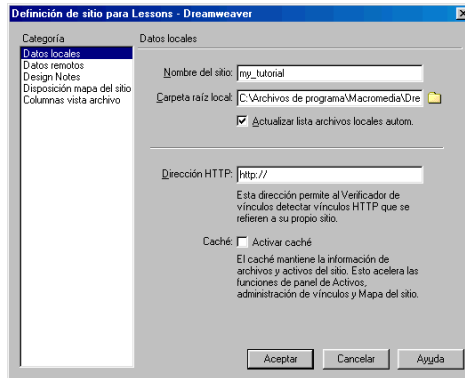 Definición de sitio para Lessons - Dreamweaver
Categoría
Datos locales
Datos remotos
Design Notes
Disposición mapa del sitio
Columnas vista archivo
Datos locales
Nombre del sitio: my_tutorial
Carpeta raíz local: C:\Archivos de programa\Macromedia\Dre
Actualizar lista archivos locales autom.
Dirección HTTP: http://
Esta dirección permite al Verificador de
vínculos detectar vínculos HTTP que se
refieren a su propio sitio.
Caché: Activar caché
El caché mantiene la información de
archivos y activos del sitio. Esto acelera las
funciones de panel de Activos,
administración de vínculos y Mapa del sitio.
Aceptar Cancelar Ayuda